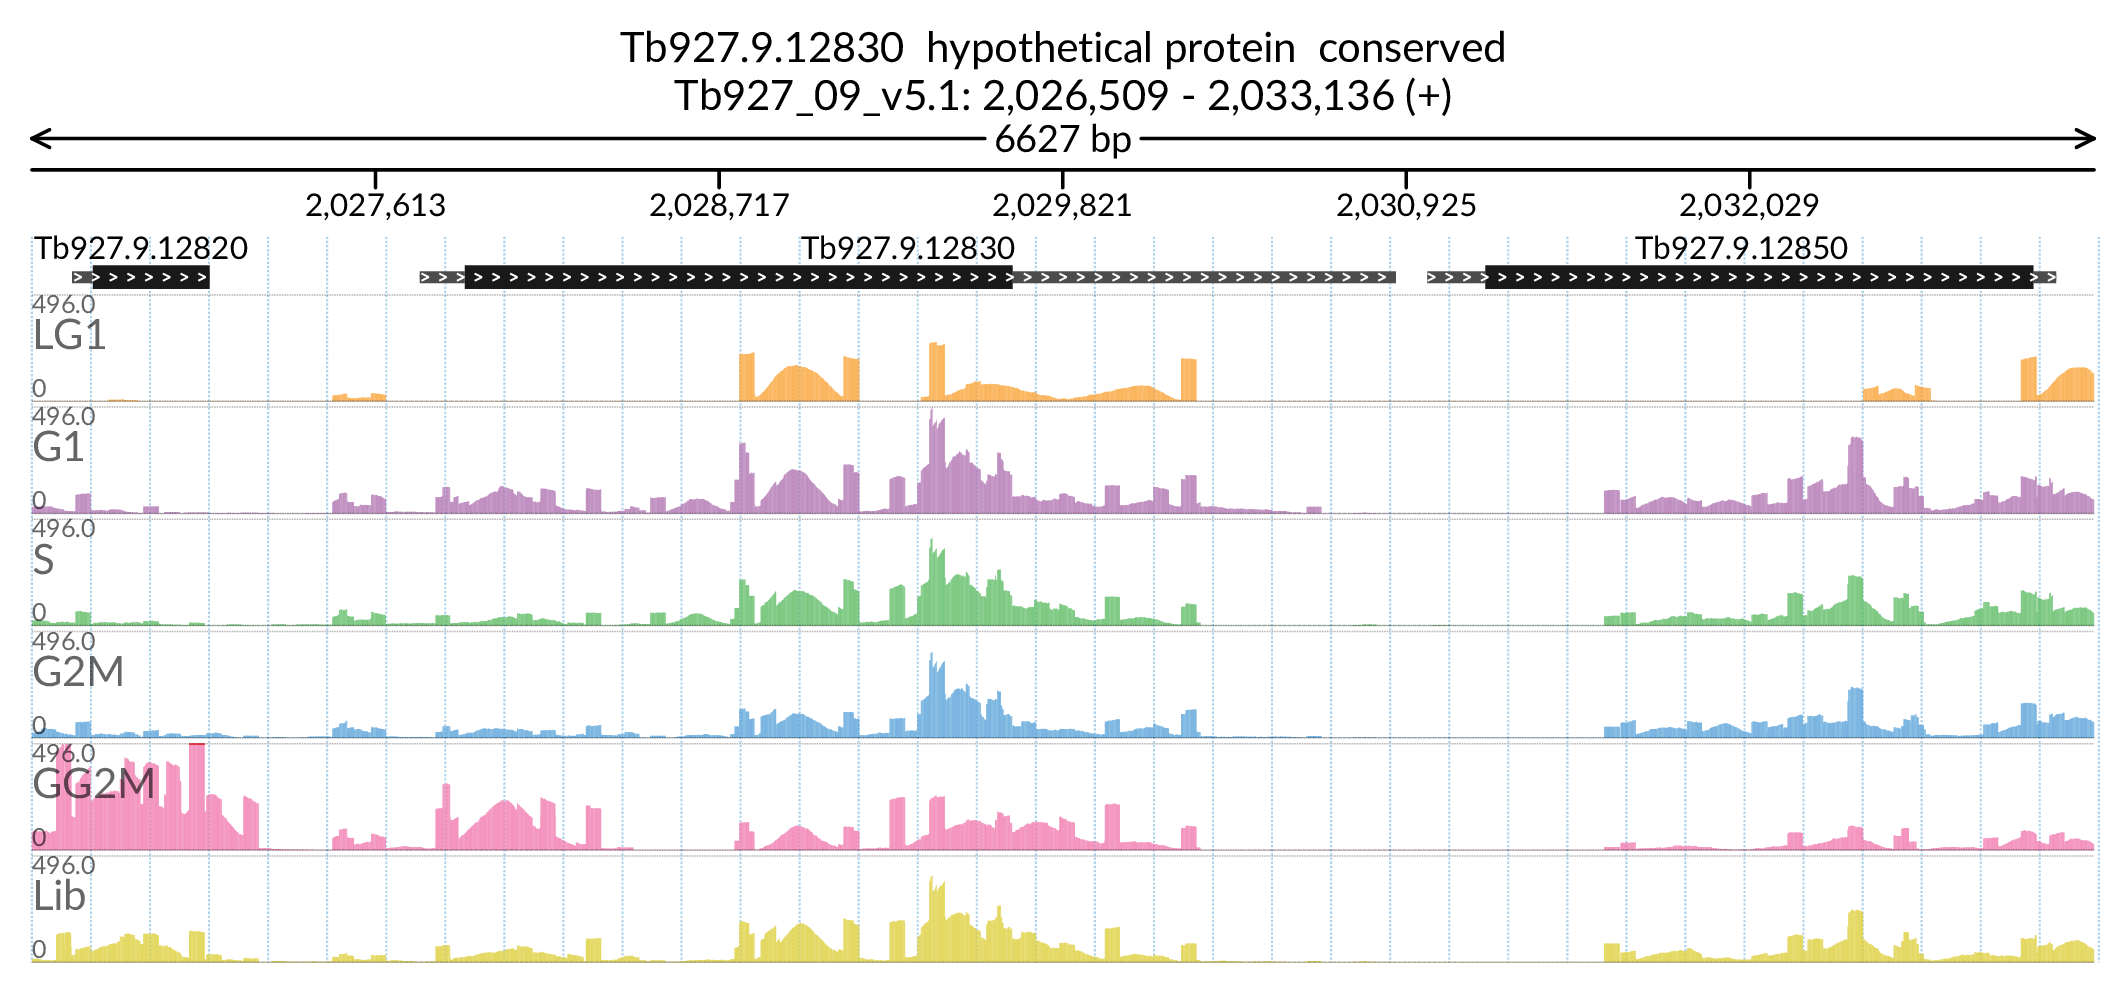 Tb927.9.12830 hypothetical protein conserved
Tb927_09_v5.1: 2,026,509 - 2,033,136 (+)
6627 bp
2,027,613 2,028,717 2,029,821 2,030,925 2,032,029
Tb927.9.12820 Tb927.9.12830 Tb927.9.12850
496.0
LG1
0
496.0
G1
0
496.0
S
0
496.0
G2M
0
496.0
GG2M
0
496.0
Lib
0